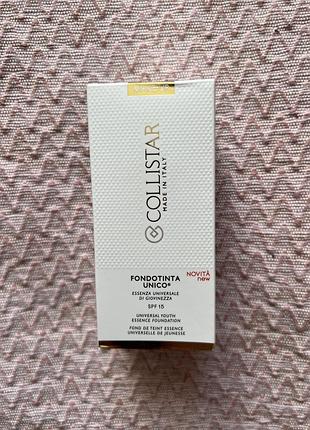 COLLISTAR
MADE IN ITALY
FONDOTINTA
UNICO®
NOVITÀ
new
ESSENZA UNIVERSALE
DI GIOVINEZZA
SPF 15
UNIVERSAL YOUTH
ESSENCE FOUNDATION
FOND DE TEINT ESSENCE
UNIVERSELLE DE JEUNESSE